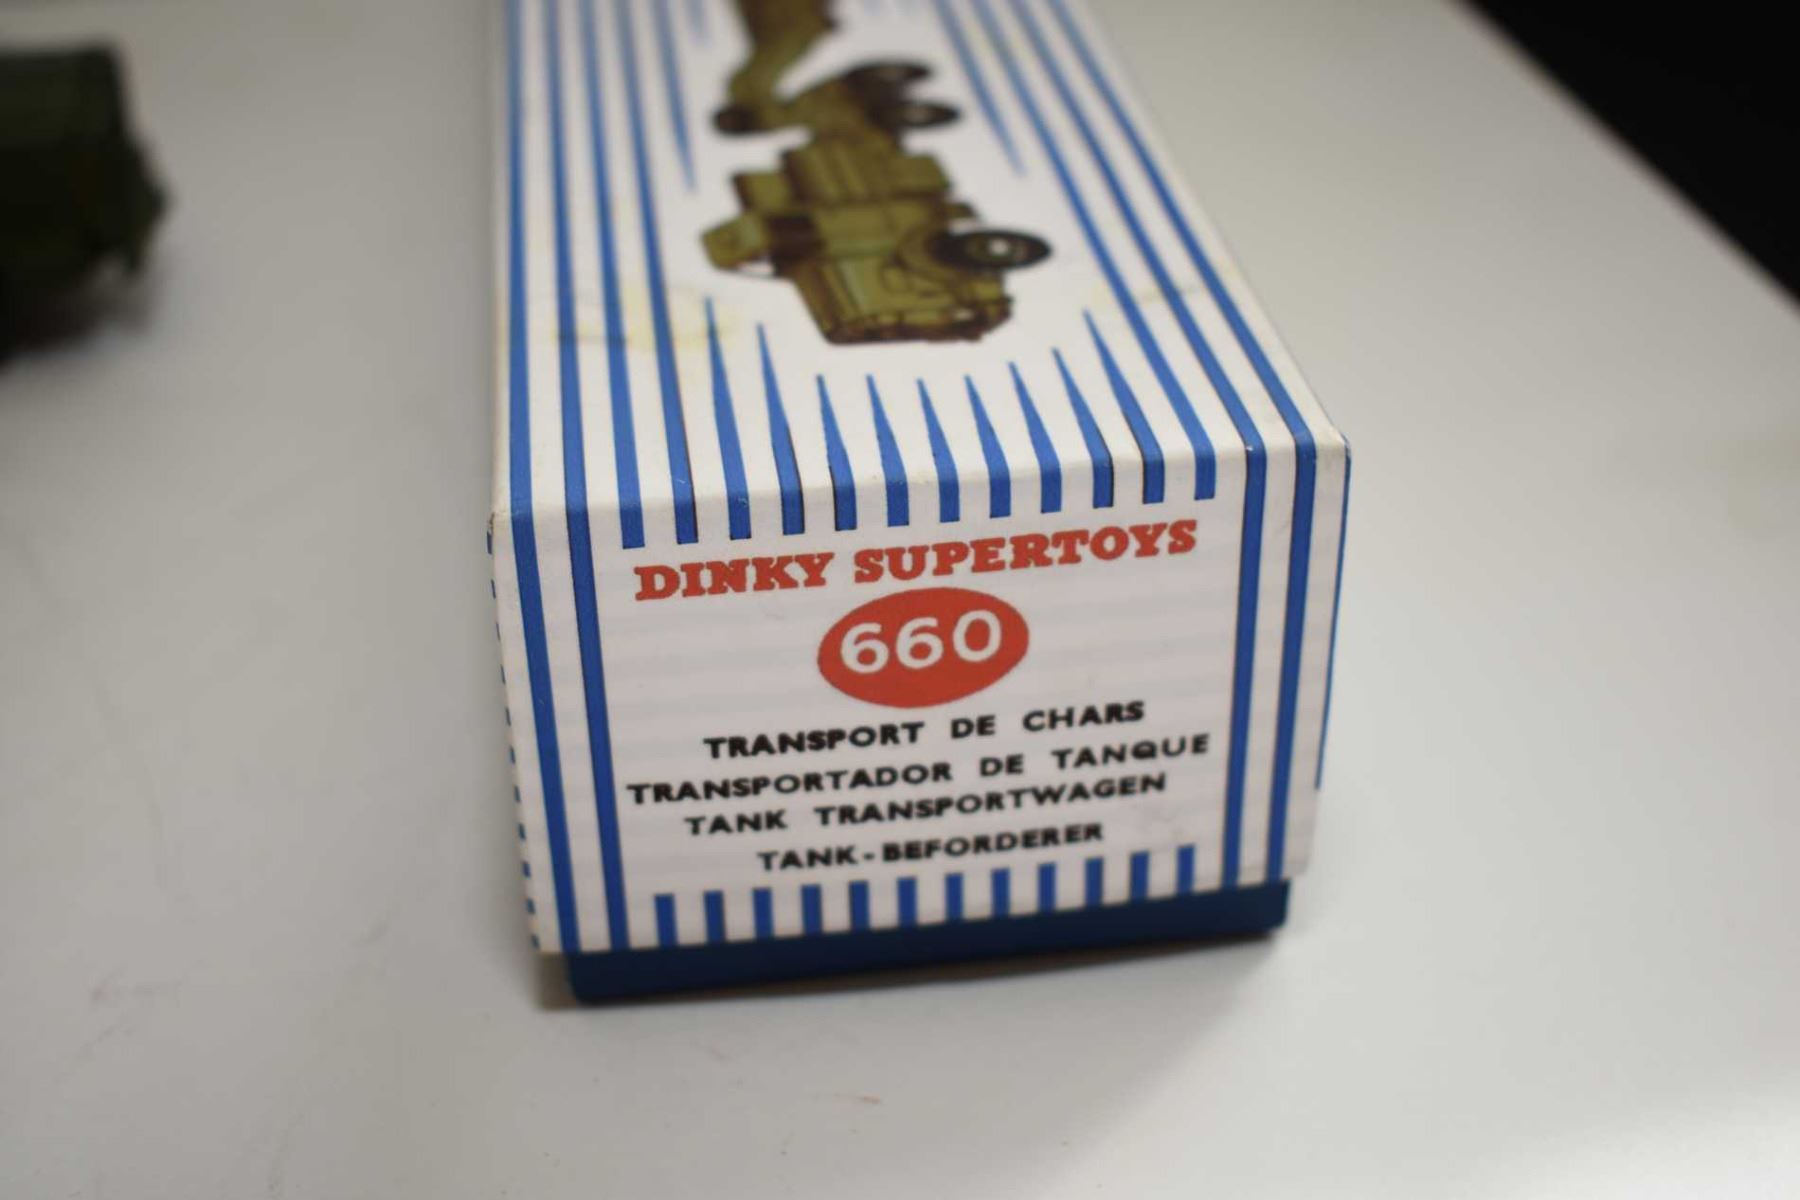 DINKY SUPERTOYS
660
TRANSPORT DE CHARS
TRANSPORTADOR DE TANQUE
TANK TRANSPORTWAGEN
TANK-BEFORDERER